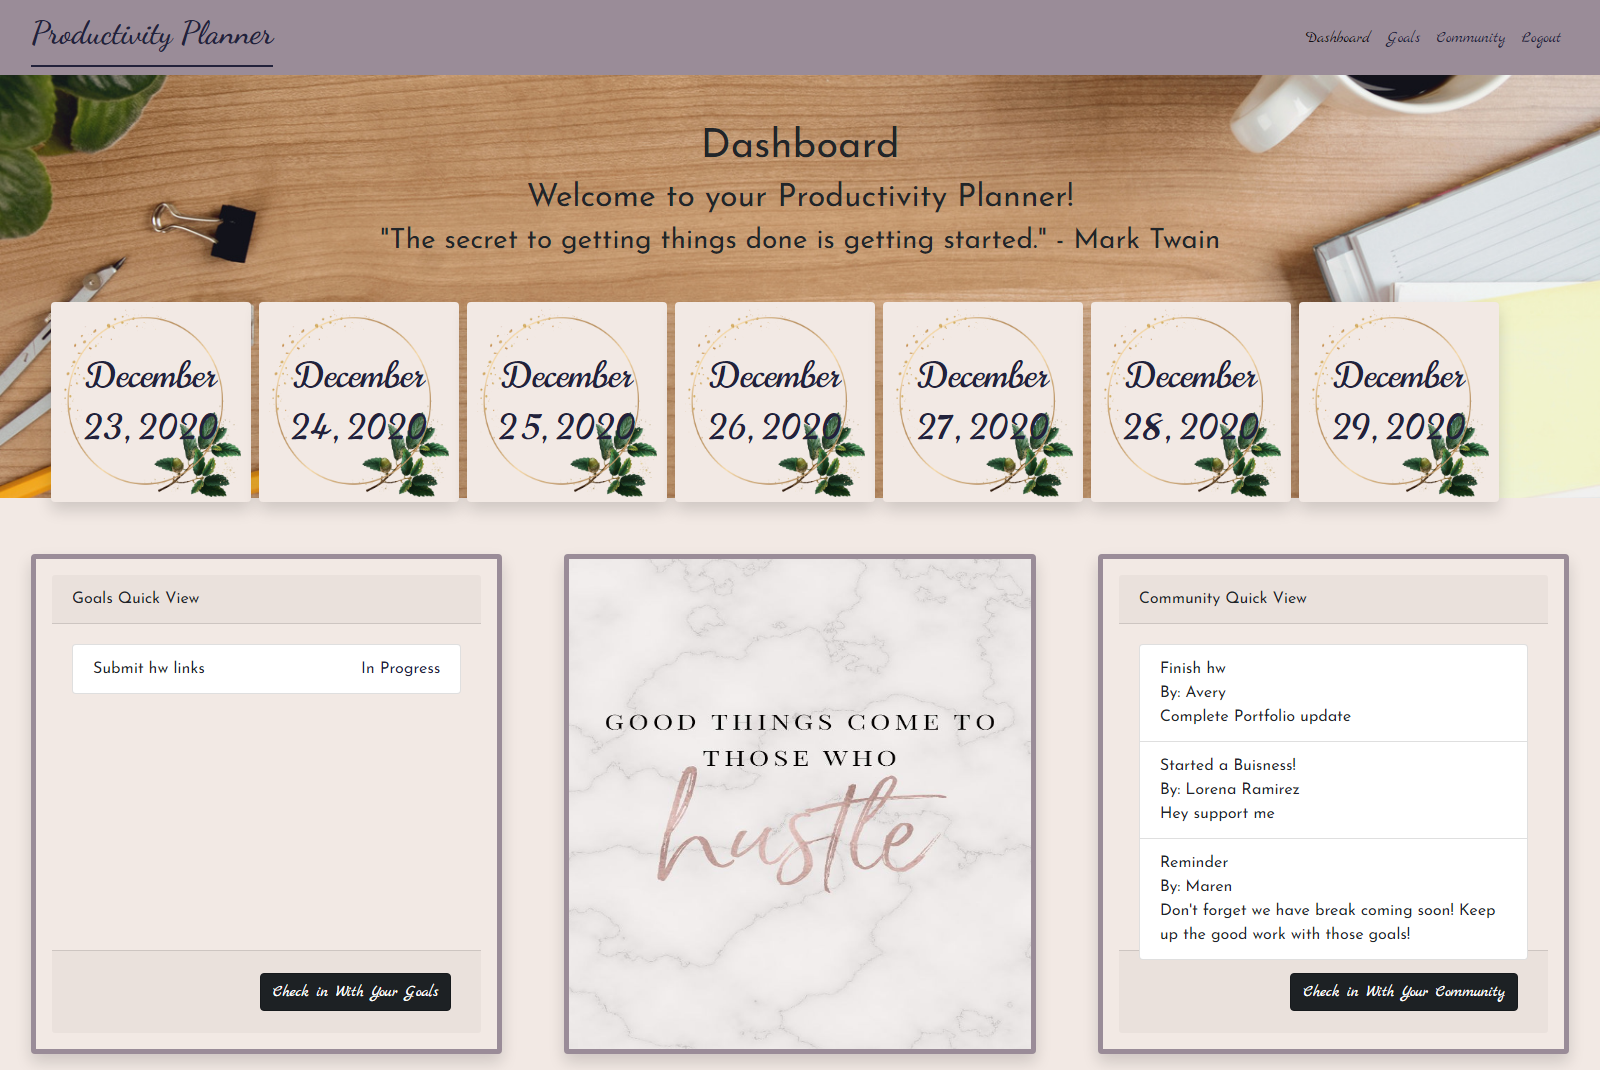 Productivity Planner
Dashboard Goals Community Logout
Dashboard
Welcome to your Productivity Planner!
"The secret to getting things done is getting started." - Mark Twain
December
23, 2020
December
24, 2020
December
25, 2020
December
26, 2020
December
27, 2020
December
28, 2020
December
29, 2020
Goals Quick View
Submit hw links In Progress
Check in With Your Goals
GOOD THINGS COME TO
THOSE WHO
hustle
Community Quick View
Finish hw
By: Avery
Complete Portfolio update
Started a Buisness!
By: Lorena Ramirez
Hey support me
Reminder
By: Maren
Don't forget we have break coming soon! Keep
up the good work with those goals!
Check in With Your Community